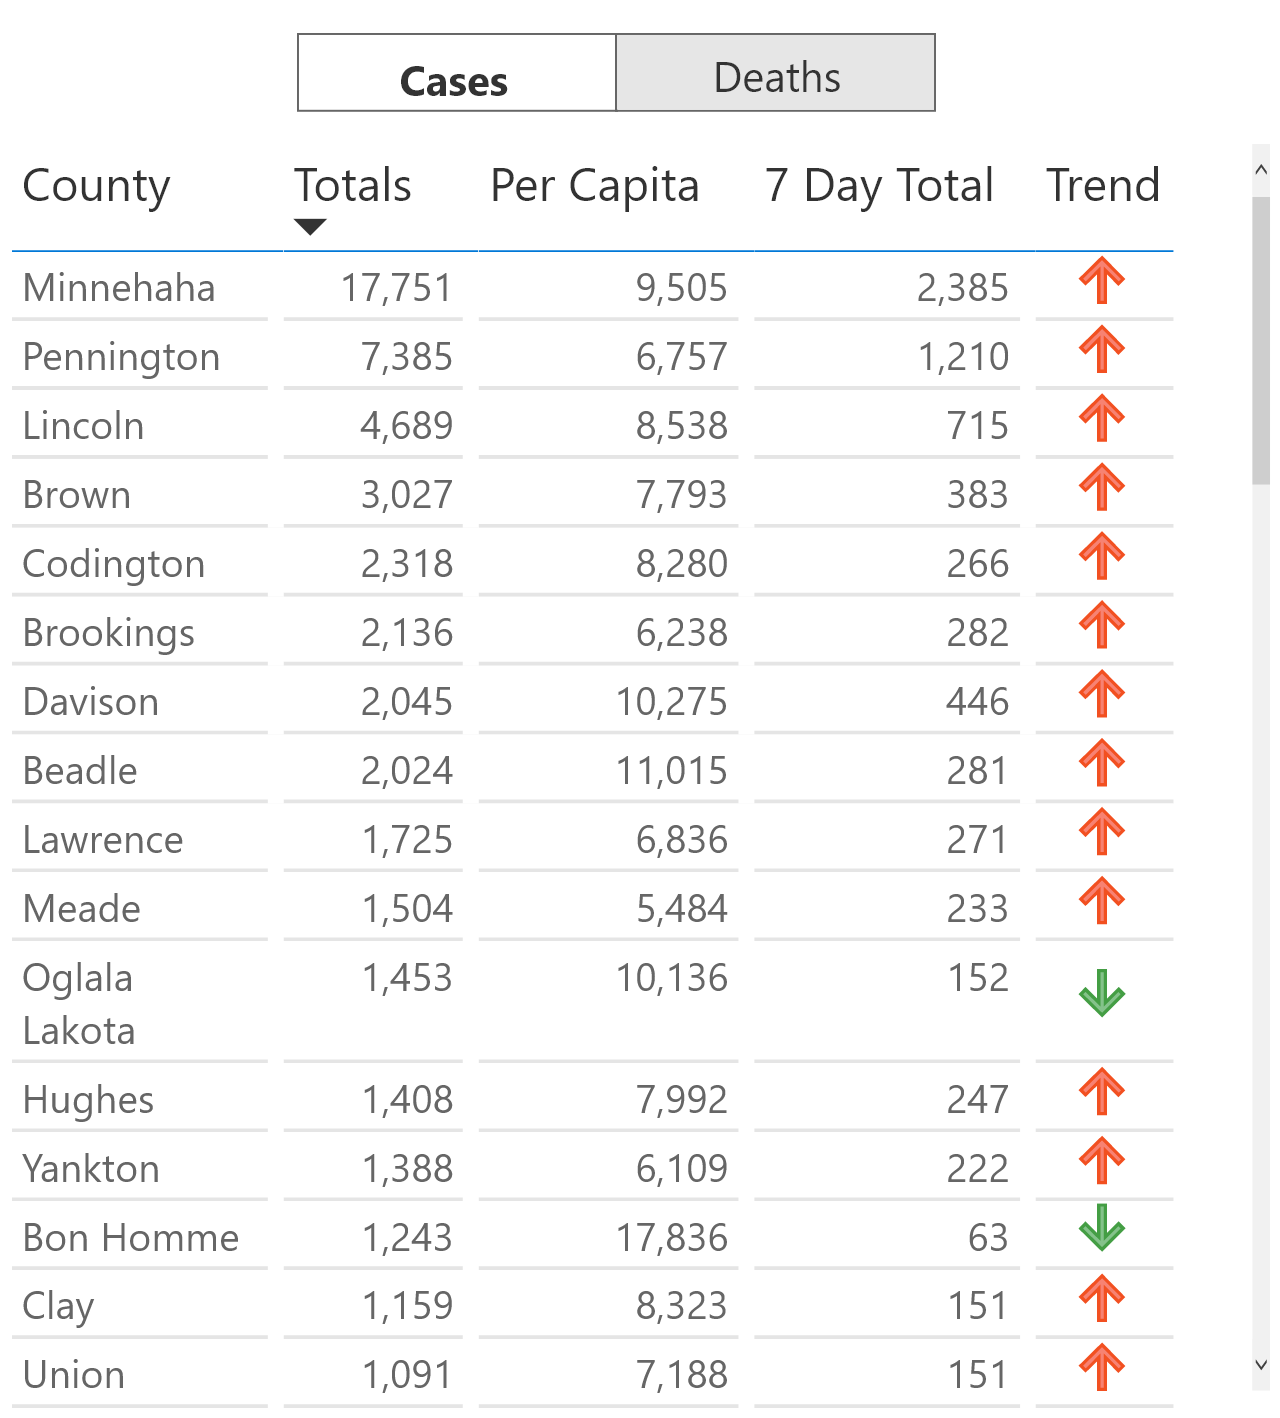 Cases Deaths
County Totals Per Capita 7 Day Total Trend
Minnehaha 17,751 9,505 2,385
Pennington 7,385 6,757 1,210
Lincoln 4,689 8,538 715
Brown 3,027 7,793 383
Codington 2,318 8,280 266
Brookings 2,136 6,238 282
Davison 2,045 10,275 446
Beadle 2,024 11,015 281
Lawrence 1,725 6,836 271
Meade 1,504 5,484 233
Oglala 1,453 10,136 152
Lakota
Hughes 1,408 7,992 247
Yankton 1,388 6,109 222
Bon Homme 1,243 17,836 63
Clay 1,159 8,323 151
Union 1,091 7,188 151